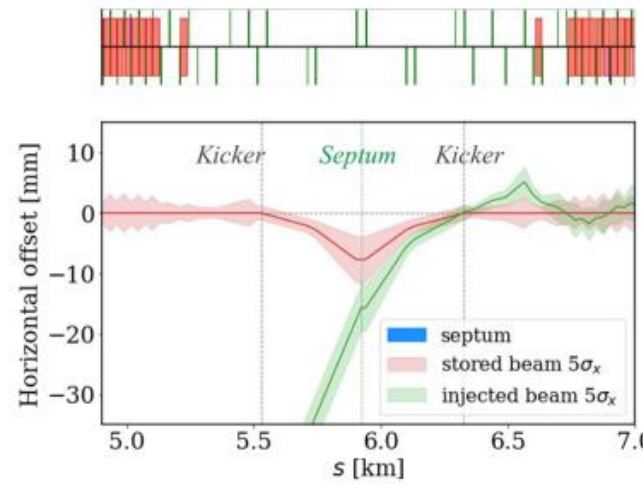 Horizontal offset [mm]
10
0
−10
−20
−30
Kicker
Septum
Kicker
septum
stored beam 5σx
injected beam 5σx
5.0
5.5
6.0
6.5
7.0
s [km]